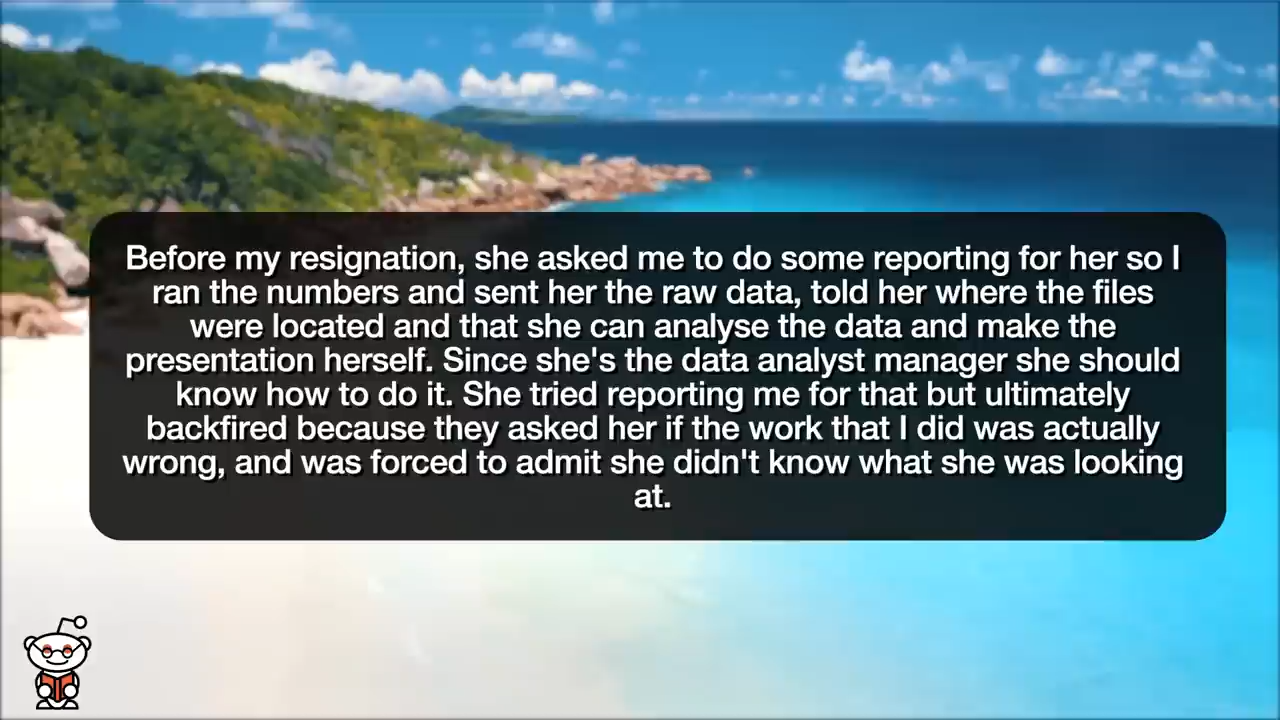 Before my resignation, she asked me to do some reporting for her so I
ran the numbers and sent her the raw data, told her where the files
were located and that she can analyse the data and make the
presentation herself. Since she's the data analyst manager she should
know how to do it. She tried reporting me for that but ultimately
backfired because they asked her if the work that I did was actually
wrong, and was forced to admit she didn't know what she was looking
at.